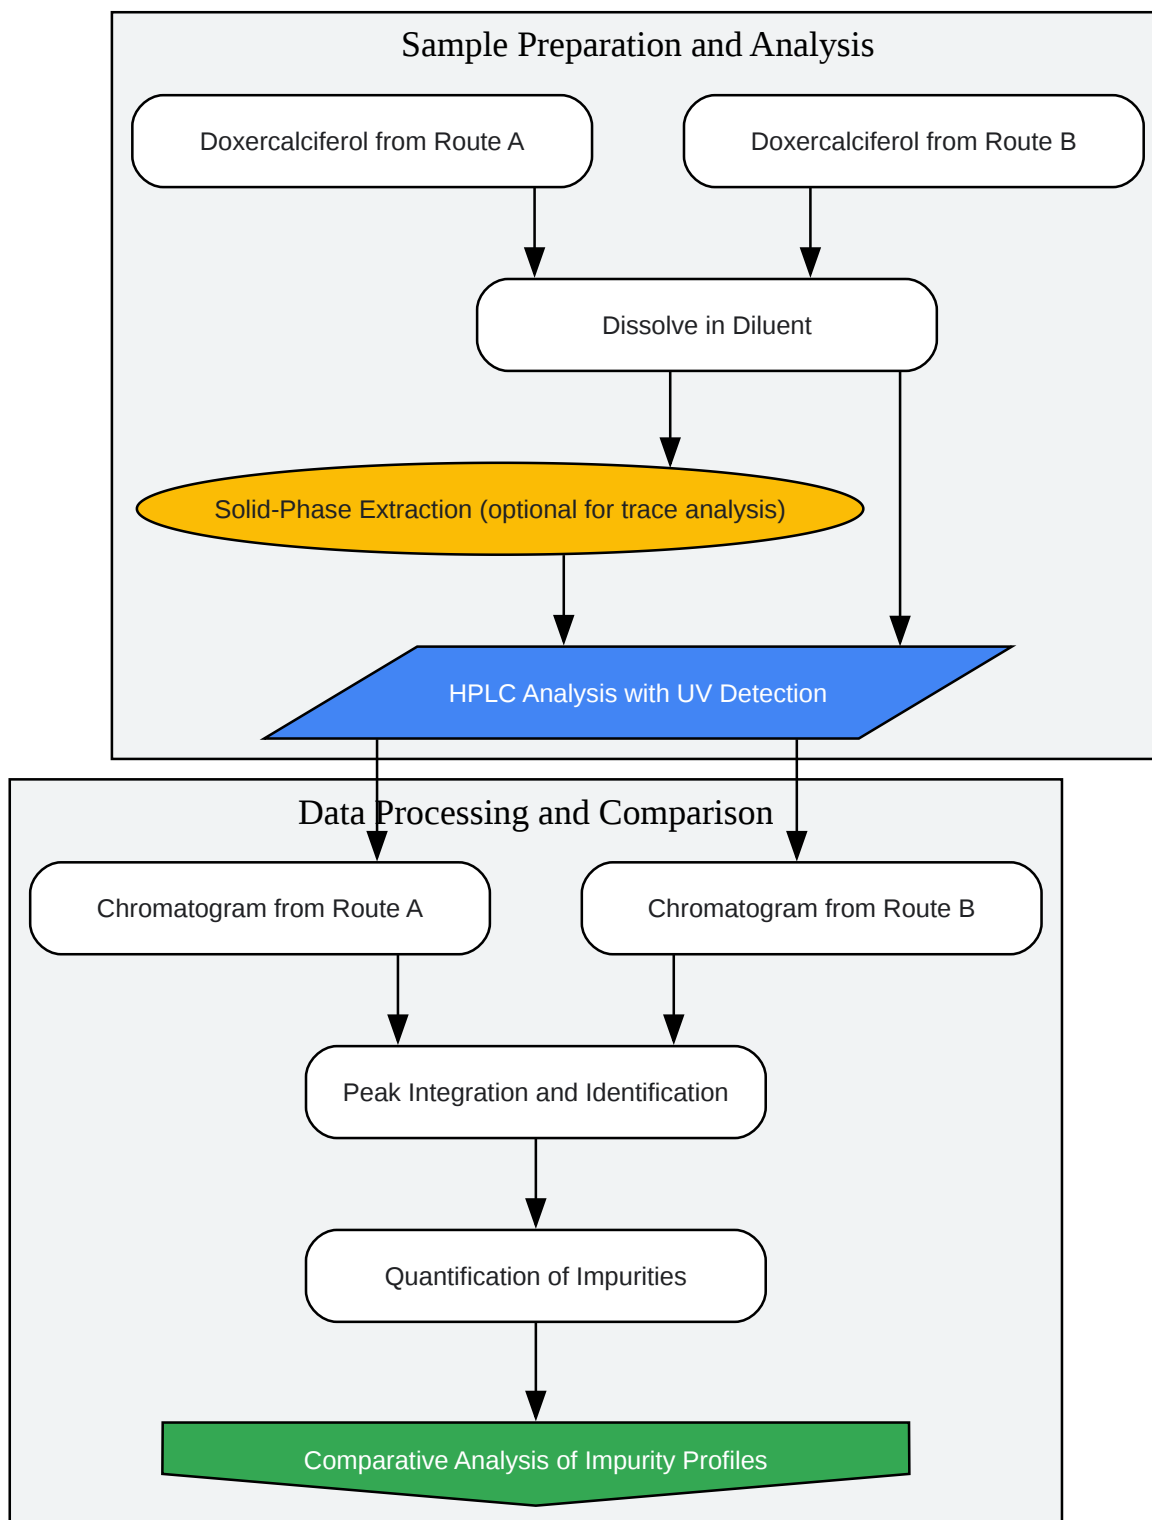 Sample Preparation and Analysis
Doxercalciferol from Route A
Doxercalciferol from Route B
Dissolve in Diluent
Solid-Phase Extraction (optional for trace analysis)
HPLC Analysis with UV Detection
Data Processing and Comparison
Chromatogram from Route A
Chromatogram from Route B
Peak Integration and Identification
Quantification of Impurities
Comparative Analysis of Impurity Profiles